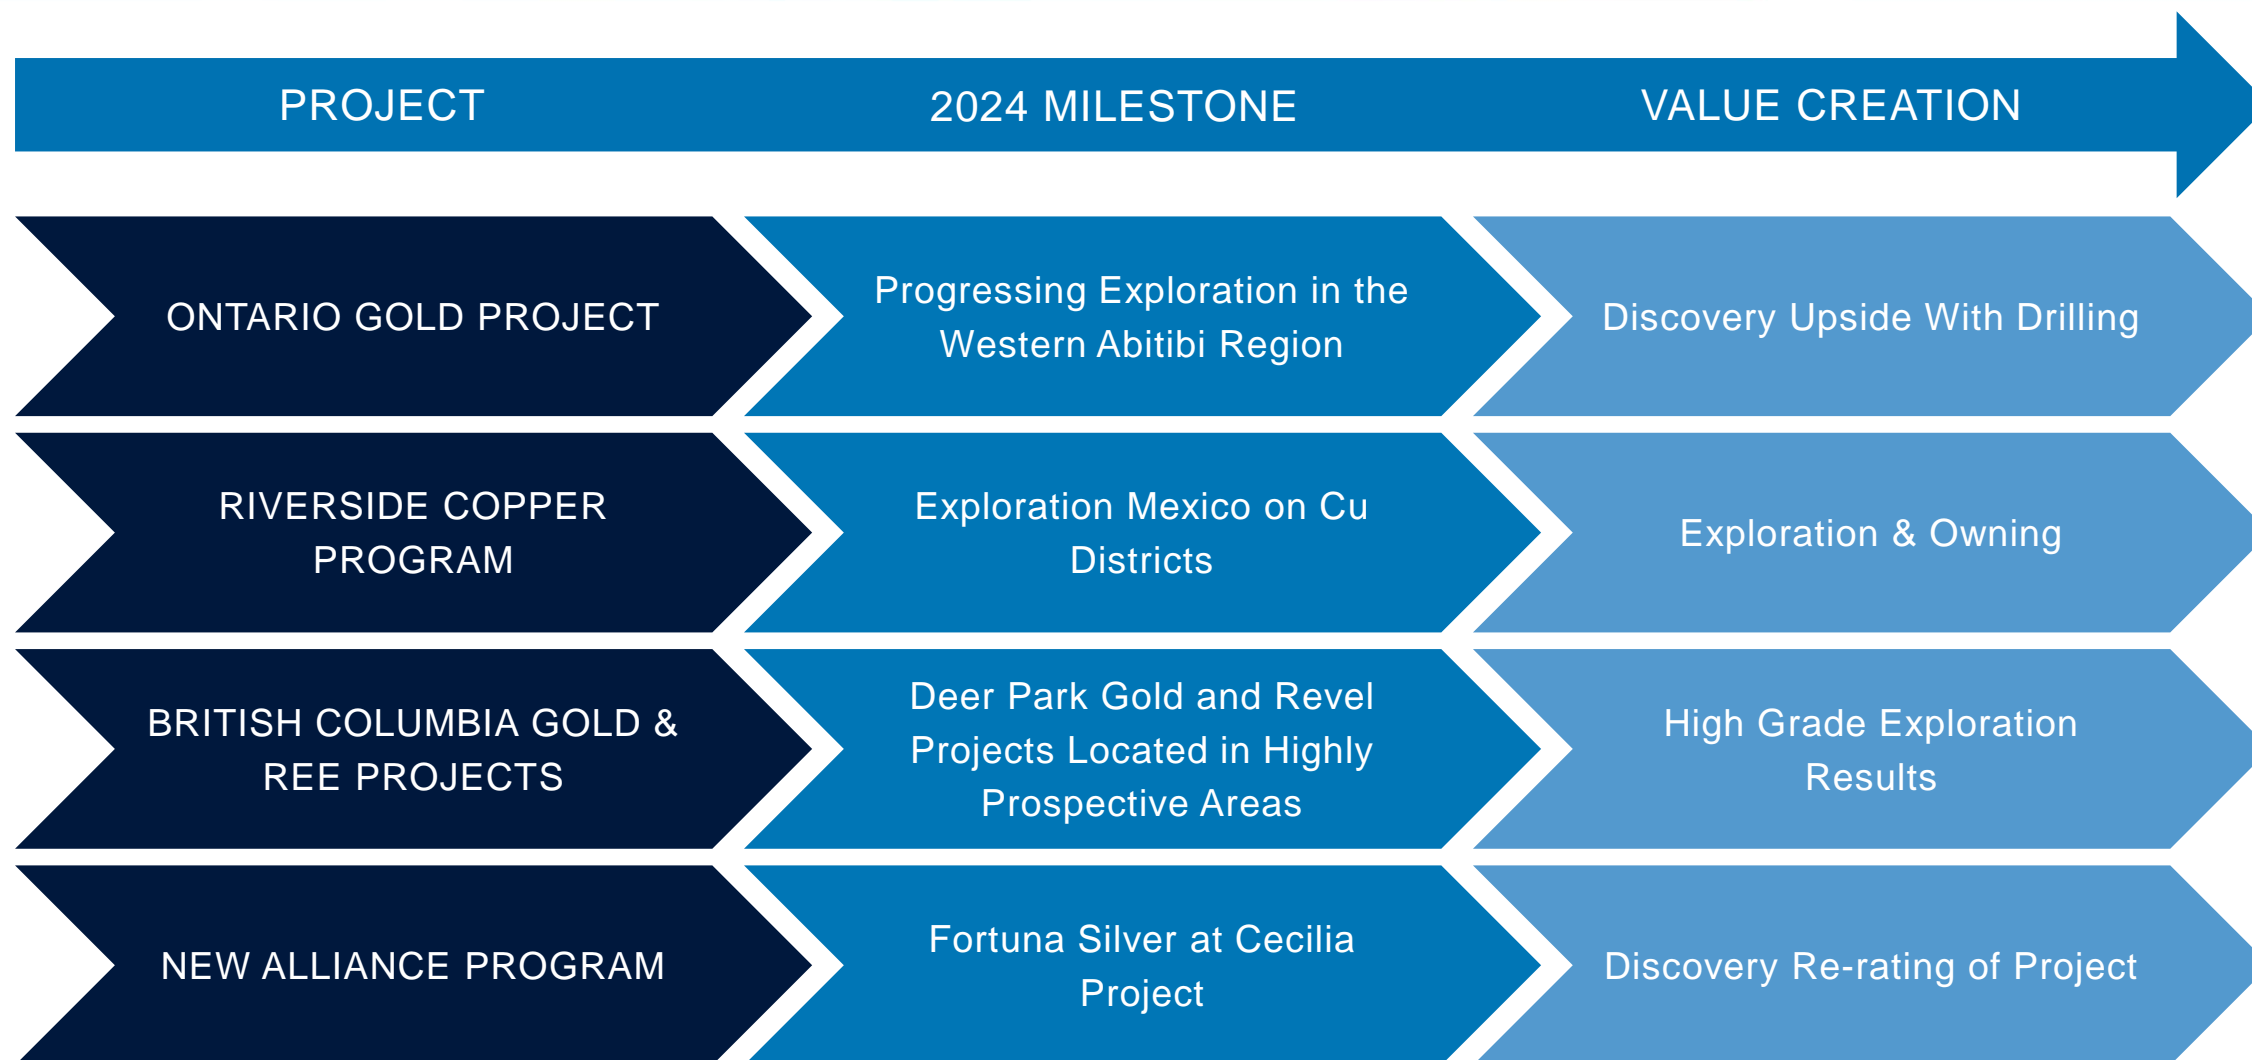 PROJECT
2024 MILESTONE
VALUE CREATION
ONTARIO GOLD PROJECT
Progressing Exploration in the
Western Abitibi Region
Discovery Upside With Drilling
RIVERSIDE COPPER
PROGRAM
Exploration Mexico on Cu
Districts
Exploration & Owning
BRITISH COLUMBIA GOLD &
REE PROJECTS
Deer Park Gold and Revel
Projects Located in Highly
Prospective Areas
High Grade Exploration
Results
NEW ALLIANCE PROGRAM
Fortuna Silver at Cecilia
Project
Discovery Re-rating of Project